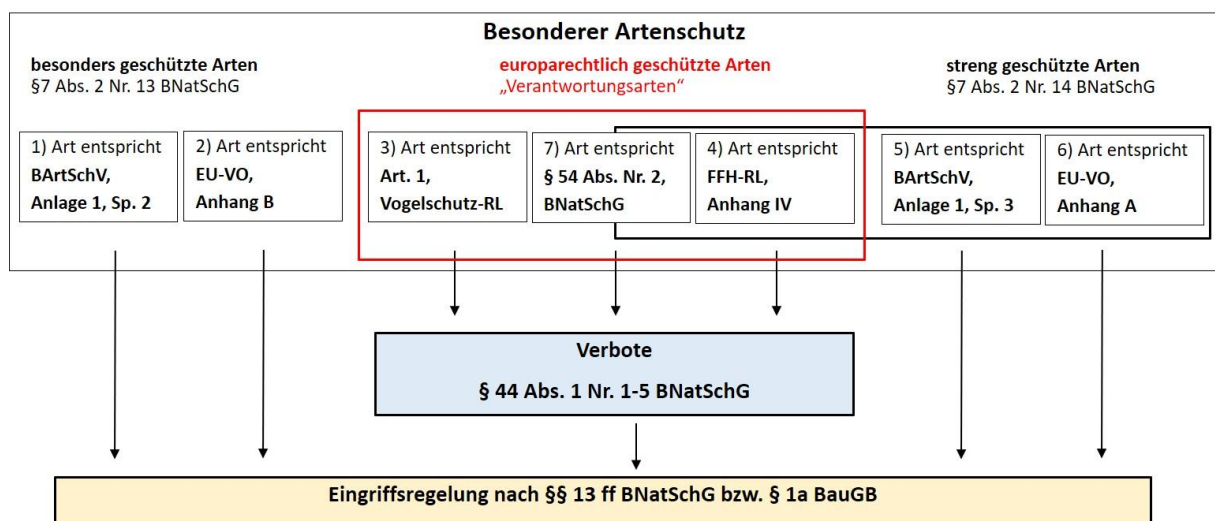 Besonderer Artenschutz
besonders geschützte Arten
§7 Abs. 2 Nr. 13 BNatSchG
europarechtlich geschützte Arten
„Verantwortungsarten“
streng geschützte Arten
§7 Abs. 2 Nr. 14 BNatSchG
1) Art entspricht
BArtSchV,
Anlage 1, Sp. 2
2) Art entspricht
EU-VO,
Anhang B
3) Art entspricht
Art. 1,
Vogelschutz-RL
7) Art entspricht
§ 54 Abs. Nr. 2,
BNatSchG
4) Art entspricht
FFH-RL,
Anhang IV
5) Art entspricht
BArtSchV,
Anlage 1, Sp. 3
6) Art entspricht
EU-VO,
Anhang A
Verbote
§ 44 Abs. 1 Nr. 1-5 BNatSchG
Eingriffsregelung nach §§ 13 ff BNatSchG bzw. § 1a BauGB